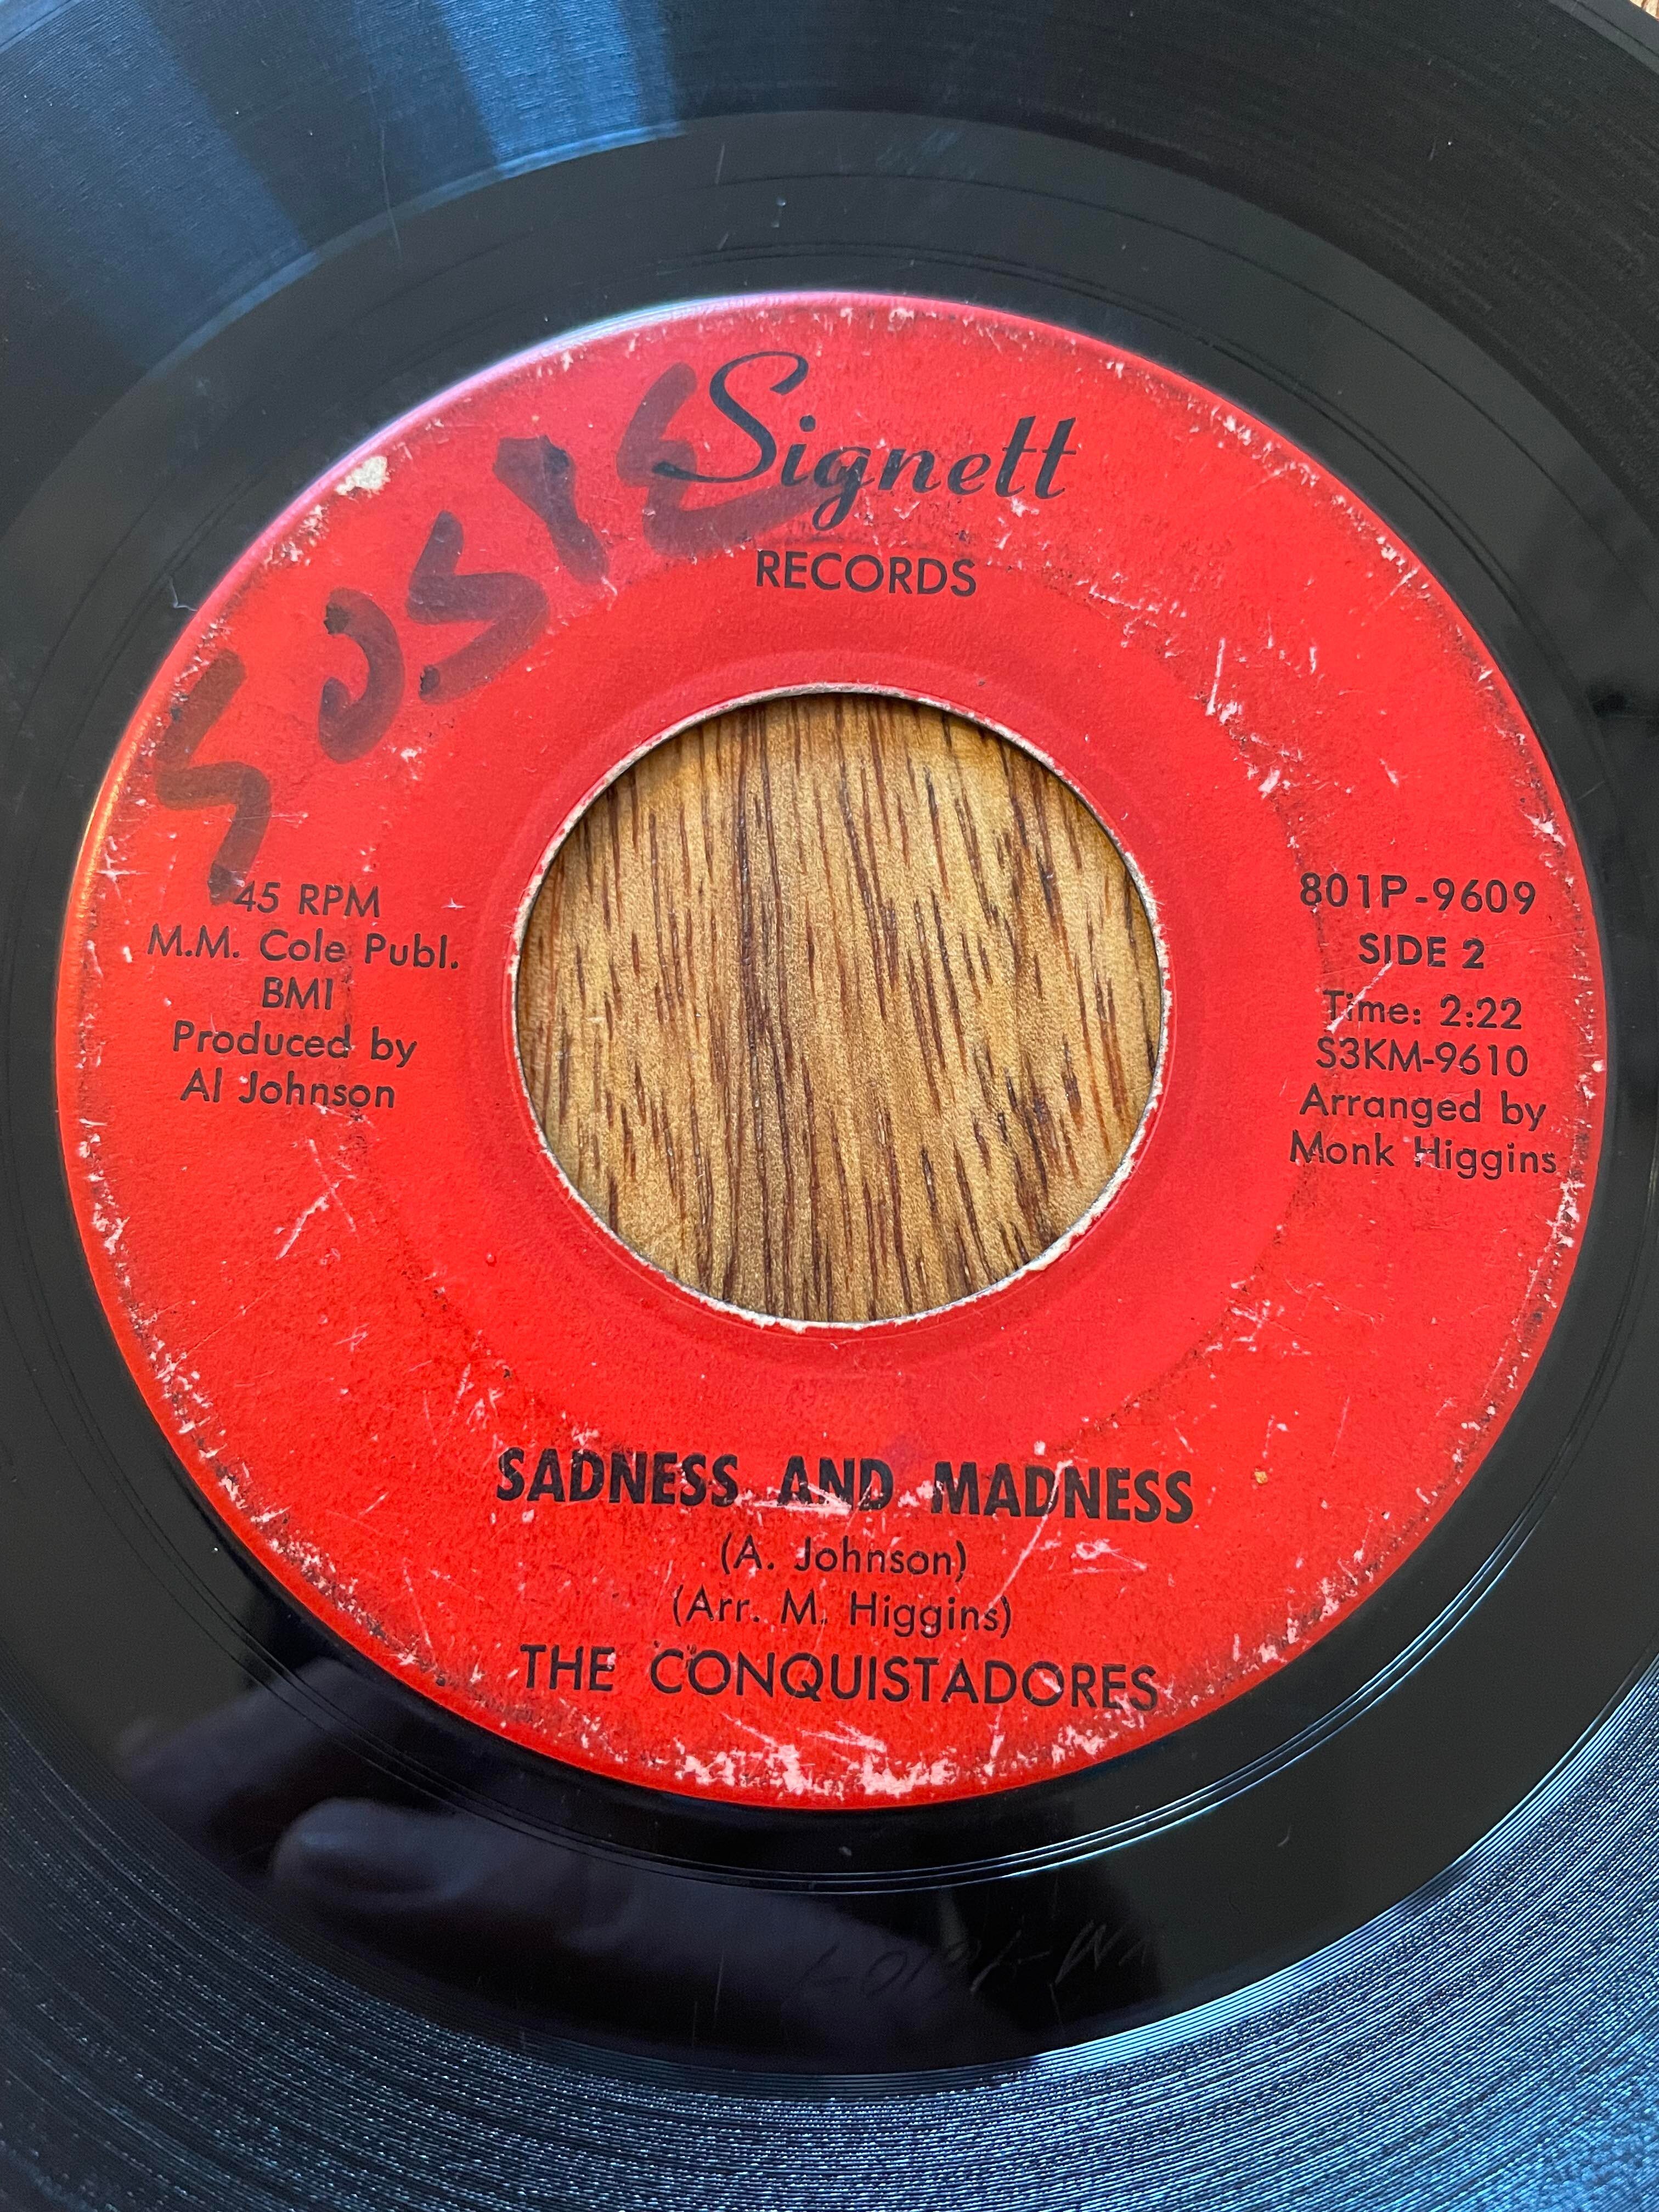 SUSIE
Signett
RECORDS
45 RPM
M.M. Cole Publ.
BMI
Produced by
Al Johnson
801P-9609
SIDE 2
Time: 2:22
S3KM-9610
Arranged by
Monk Higgins
SADNESS AND MADNESS
(A. Johnson)
(Arr. M. Higgins)
THE CONQUISTADORES